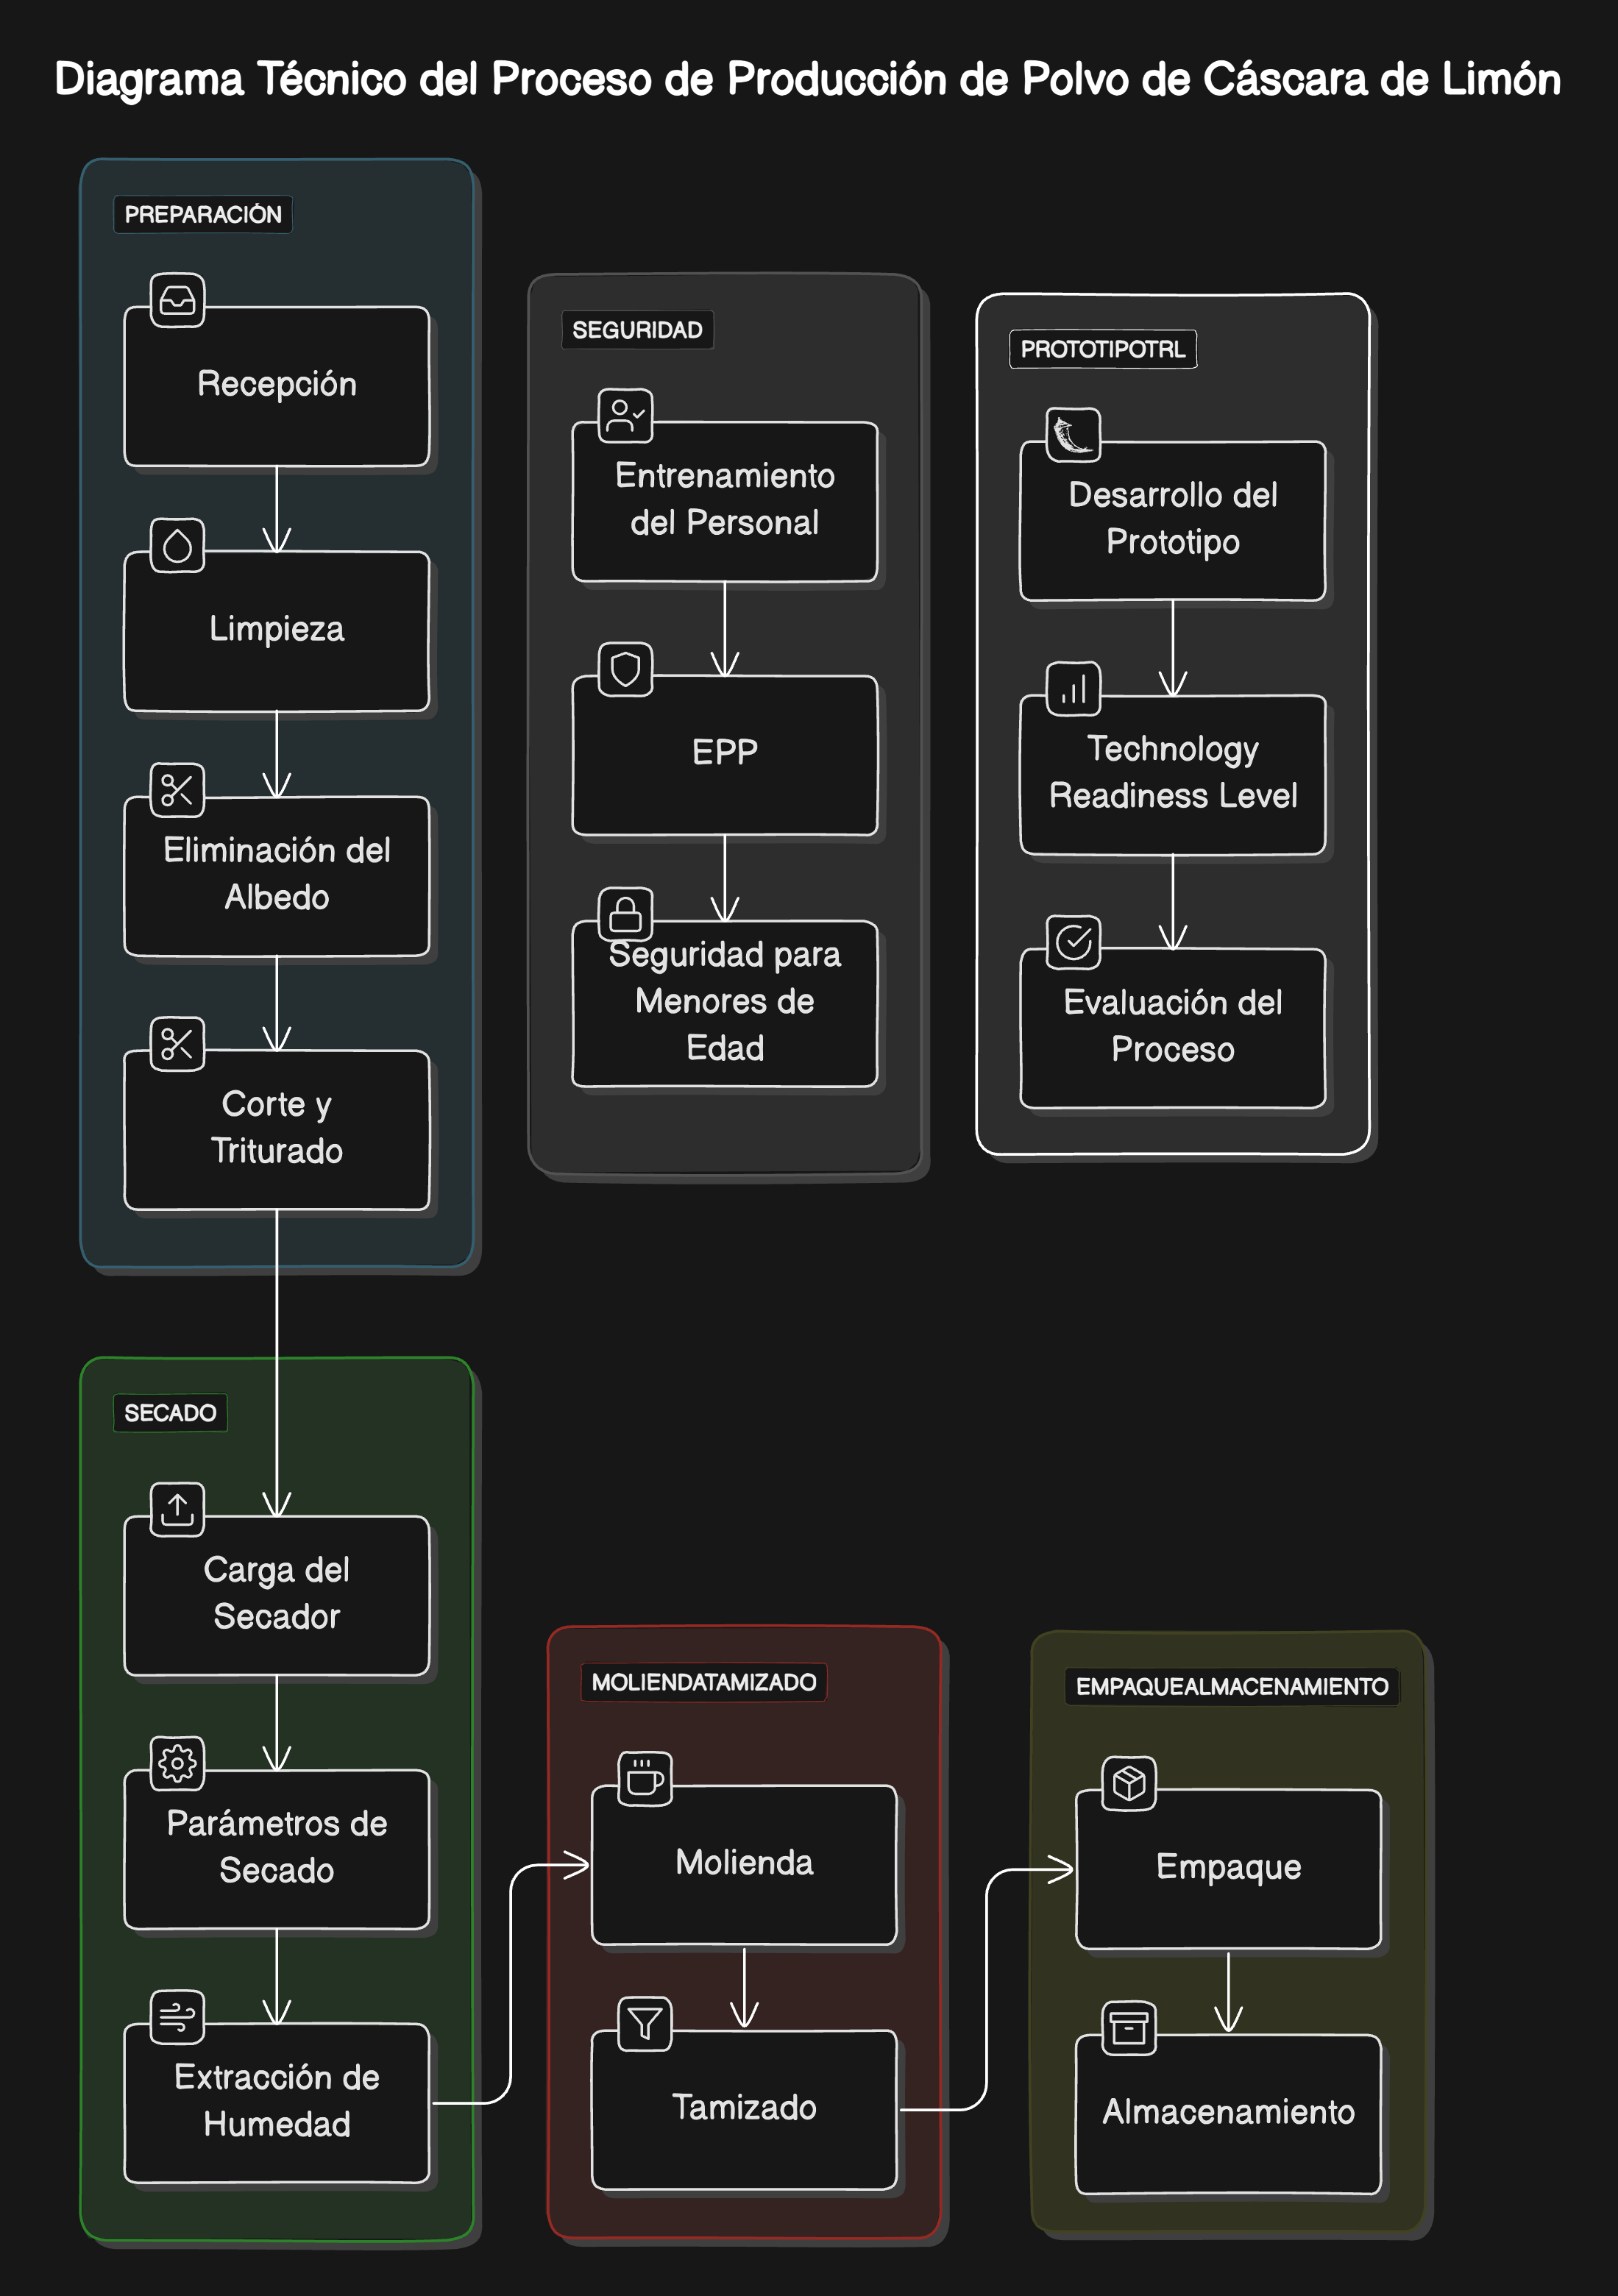 Diagrama Técnico del Proceso de Producción de Polvo de Cáscara de Limón
PREPARACIÓN
Recepción
Limpieza
Eliminación del
Albedo
Corte y
Triturado
SEGURIDAD
Entrenamiento
del Personal
EPP
Seguridad para
Menores de
Edad
PROTOTIPOTRL
Desarrollo del
Prototipo
Technology
Readiness Level
Evaluación del
Proceso
SECADO
Carga del
Secador
Parámetros de
Secado
Extracción de
Humedad
MOLIENDATAMIZADO
Molienda
Tamizado
EMPAQUEALMACENAMIENTO
Empaque
Almacenamiento